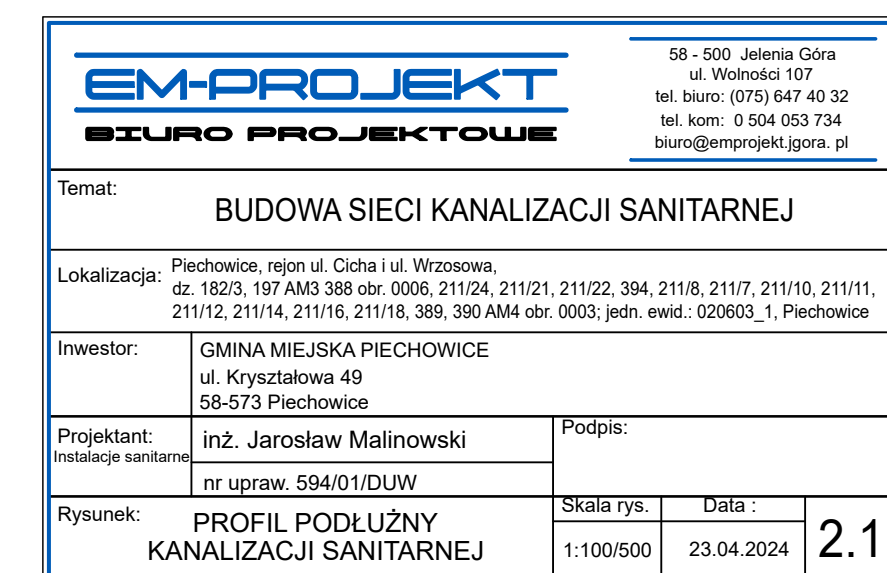 EM-PROJEKT
BIURO PROJEKTOWE
58 - 500 Jelenia Góra
ul. Wolności 107
tel. biuro: (075) 647 40 32
tel. kom: 0 504 053 734
biuro@emprojekt.jgora. pl
Temat:
BUDOWA SIECI KANALIZACJI SANITARNEJ
Lokalizacja:
Piechowice, rejon ul. Cicha i ul. Wrzosowa,
dz. 182/3, 197 AM3 388 obr. 0006, 211/24, 211/21, 211/22, 394, 211/8, 211/7, 211/10, 211/11,
211/12, 211/14, 211/16, 211/18, 389, 390 AM4 obr. 0003; jedn. ewid.: 020603_1, Piechowice
Inwestor:
GMINA MIEJSKA PIECHOWICE
ul. Kryształowa 49
58-573 Piechowice
Projektant:
Instalacje sanitarne
inż. Jarosław Malinowski
nr upraw. 594/01/DUW
Podpis:
Rysunek:
PROFIL PODŁUŻNY
KANALIZACJI SANITARNEJ
Skala rys.
1:100/500
Data :
23.04.2024
2.1